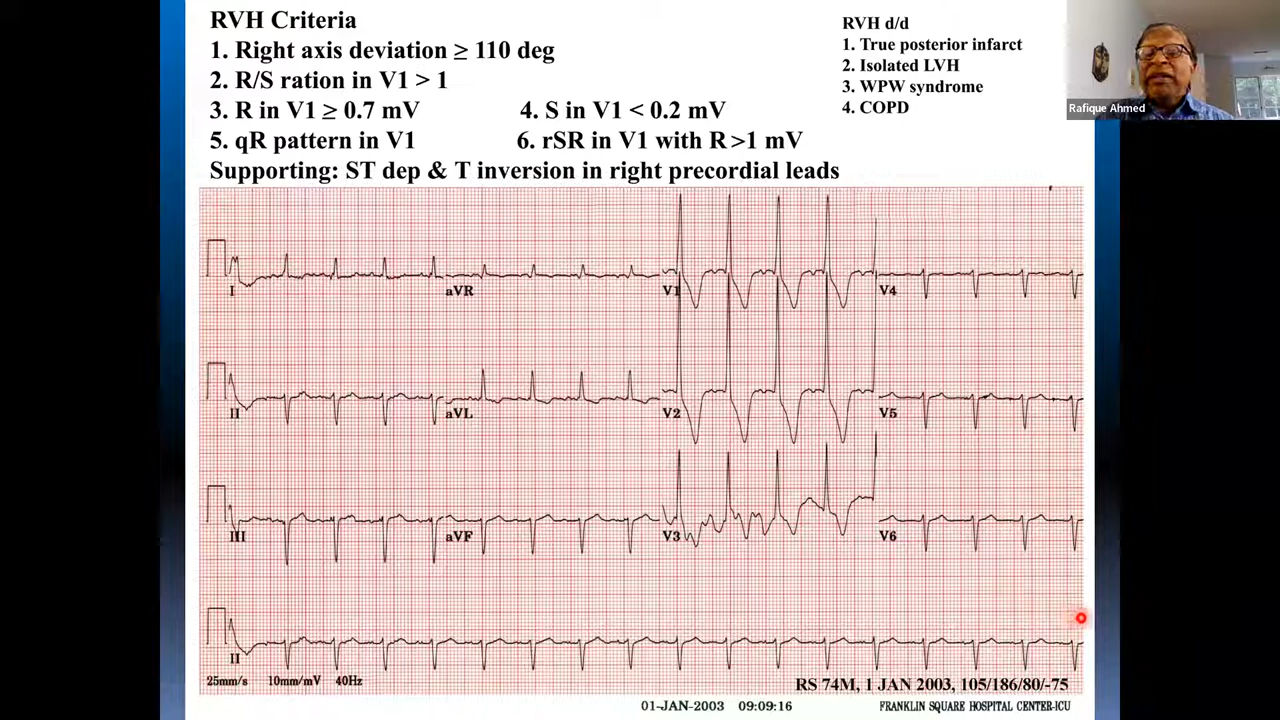 RVH Criteria
1. Right axis deviation ≥ 110 deg
2. R/S ration in V1 > 1
3. R in V1 ≥ 0.7 mV 4. S in V1 < 0.2 mV
5. qR pattern in V1 6. rSR in V1 with R >1 mV
Supporting: ST dep & T inversion in right precordial leads
RVH d/d
1. True posterior infarct
2. Isolated LVH
3. WPW syndrome
4. COPD
Rafique Ahmed
I aVR V1 V4
II aVL V2 V5
III aVF V3 V6
II
25mm/s 10mm/mV 40Hz
RS 74M, 1 JAN 2003, 105/186/80/-75
01-JAN-2003 09:09:16 FRANKLIN SQUARE HOSPITAL CENTER-ICU